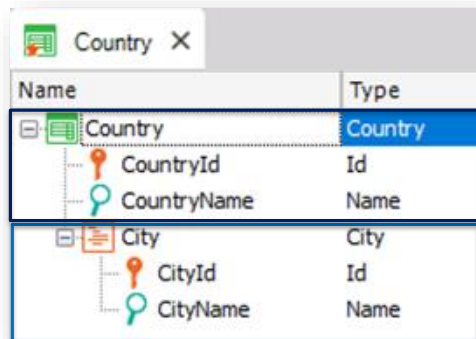 Country
Name Type
Country Country
CountryId Id
CountryName Name
City City
CityId Id
CityName Name